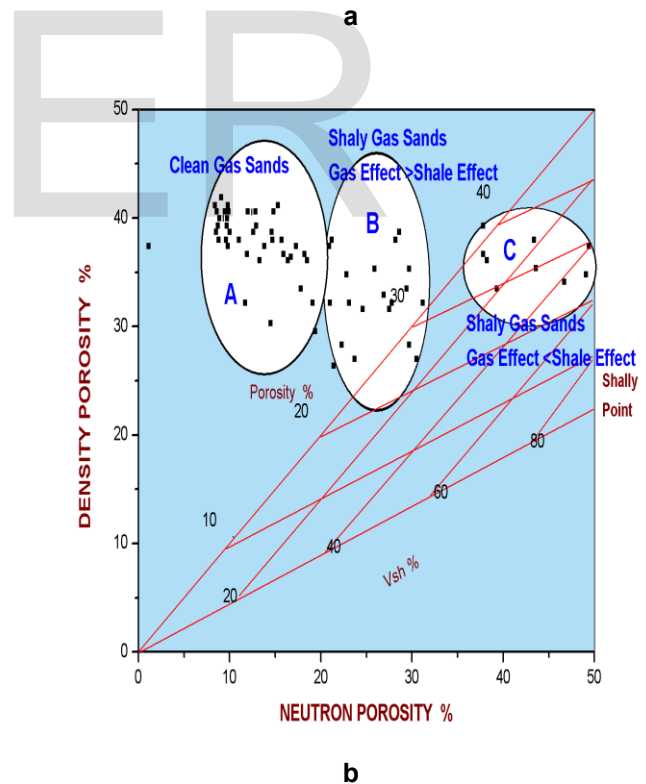 a
ER
50
Shaly Gas Sands
Clean Gas Sands
Gas Effect >Shale Effect
40
40
B
C
A
30
30
Shaly Gas Sands
Gas Effect <Shale Effect
Porosity %
Shally
20
Point
20
80
60
10
10
40
Vsh %
20
0
0
10
20
30
40
50
DENSITY POROSITY %
NEUTRON POROSITY %
b